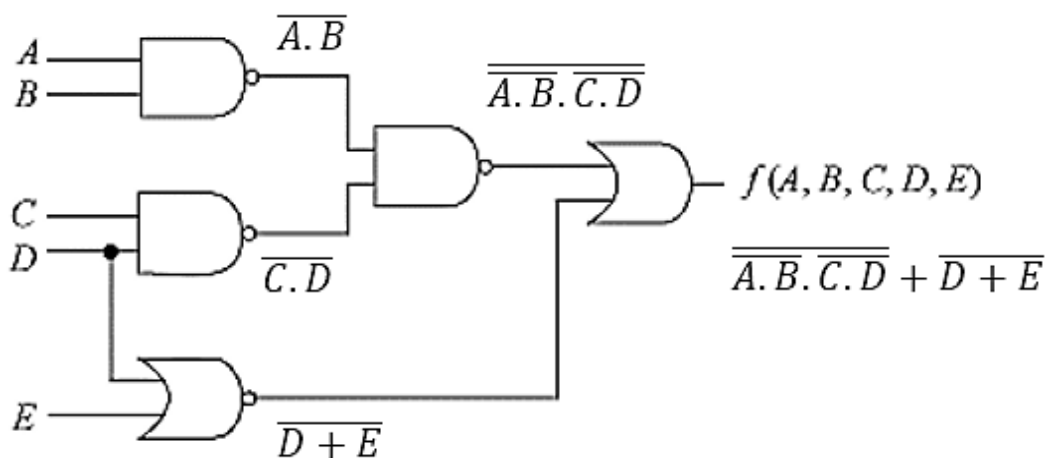 A
B
$\overline{A.B}$
$\overline{\overline{A.B}.\overline{C.D}}$
C
D
$\overline{C.D}$
f(A, B, C, D, E)
$\overline{\overline{A.B}.\overline{C.D}} + \overline{D + E}$
E
$\overline{D + E}$